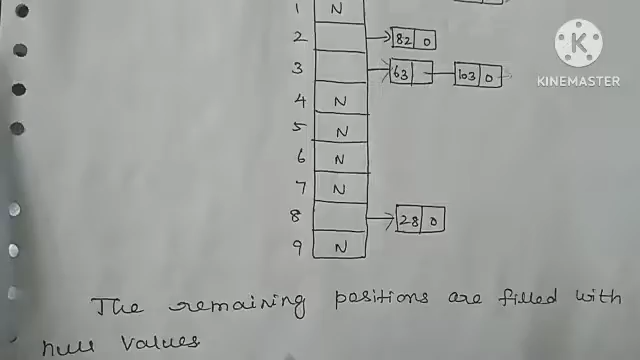 1 N
2 82 0
KINEMASTER
3 63 103 0
4 N
5 N
6 N
7 N
8 28 0
9 N
The remaining positions are filled with
null values